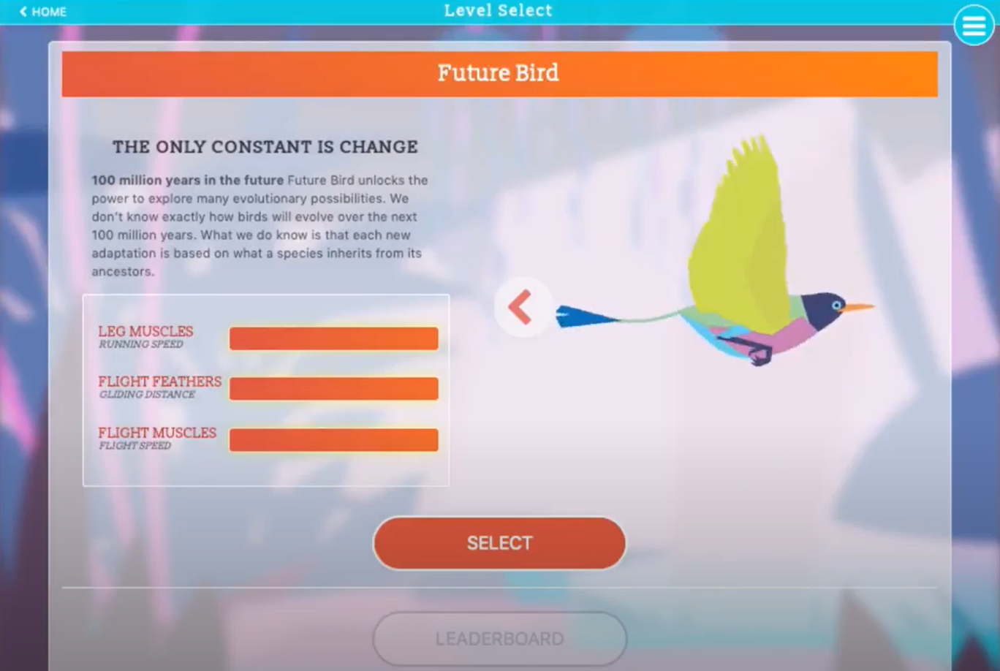 HOME
Level Select
Future Bird
THE ONLY CONSTANT IS CHANGE
100 million years in the future Future Bird unlocks the
power to explore many evolutionary possibilities. We
don't know exactly how birds will evolve over the next
100 million years. What we do know is that each new
adaptation is based on what a species inherits from its
ancestors.
LEG MUSCLES
RUNNING SPEED
FLIGHT FEATHERS
GLIDING DISTANCE
FLIGHT MUSCLES
FLIGHT SPEED
SELECT
LEADERBOARD